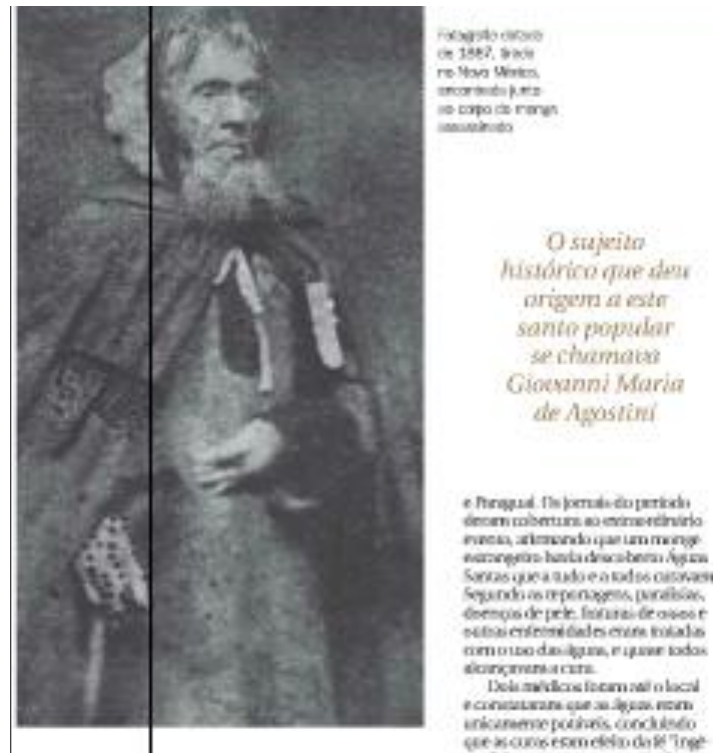 Fotografia datada
de 1867, tirada
no Novo México,
encontrada junto
ao corpo do monge
assassinado
O sujeito
histórico que deu
origem a este
santo popular
se chamava
Giovanni Maria
de Agostini
e Paraguai. Os jornais do período
deram cobertura ao extraordinário
evento, afirmando que um monge
estrangeiro havia descoberto Águas
Santas que a tudo e a todos curavam.
Segundo as reportagens, paralisias,
doenças de pele, fraturas de ossos e
outras enfermidades eram tratadas
com o uso das águas, e quase todos
alcançavam a cura.
Dois médicos foram até o local
e constataram que as águas eram
unicamente potáveis, concluindo
que as curas eram efeito da fé "ingê-